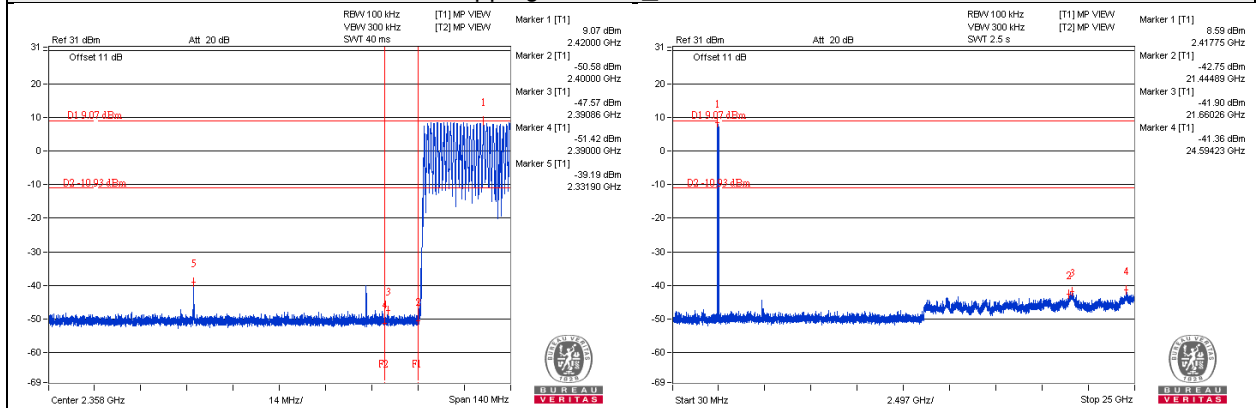 RBW 100 kHz [T1] MP VIEW
VBW 300 kHz [T2] MP VIEW
Ref 31 dBm Att 20 dB SWT 40 ms
Offset 11 dB
31
20
10
0
-10
-20
-30
-40
-50
-60
-69
D1 9.07 dBm
D2 -10.93 dBm
1
5
3
4
2
F2
F1
Center 2.358 GHz 14 MHz/ Span 140 MHz
Marker 1 [T1]
9.07 dBm
2.42000 GHz
Marker 2 [T1]
-50.58 dBm
2.40000 GHz
Marker 3 [T1]
-47.57 dBm
2.39086 GHz
Marker 4 [T1]
-51.42 dBm
2.39000 GHz
Marker 5 [T1]
-39.19 dBm
2.33190 GHz
BUREAU VERITAS
1828
BUREAU
VERITAS
RBW 100 kHz [T1] MP VIEW
VBW 300 kHz [T2] MP VIEW
Ref 31 dBm Att 20 dB SWT 2.5 s
Offset 11 dB
31
20
10
0
-10
-20
-30
-40
-50
-60
-69
D1 9.07 dBm
D2 -10.93 dBm
1
2
3
4
Start 30 MHz 2.497 GHz/ Stop 25 GHz
Marker 1 [T1]
8.59 dBm
2.41775 GHz
Marker 2 [T1]
-42.75 dBm
21.44489 GHz
Marker 3 [T1]
-41.90 dBm
21.66026 GHz
Marker 4 [T1]
-41.36 dBm
24.59423 GHz
BUREAU VERITAS
1828
BUREAU
VERITAS